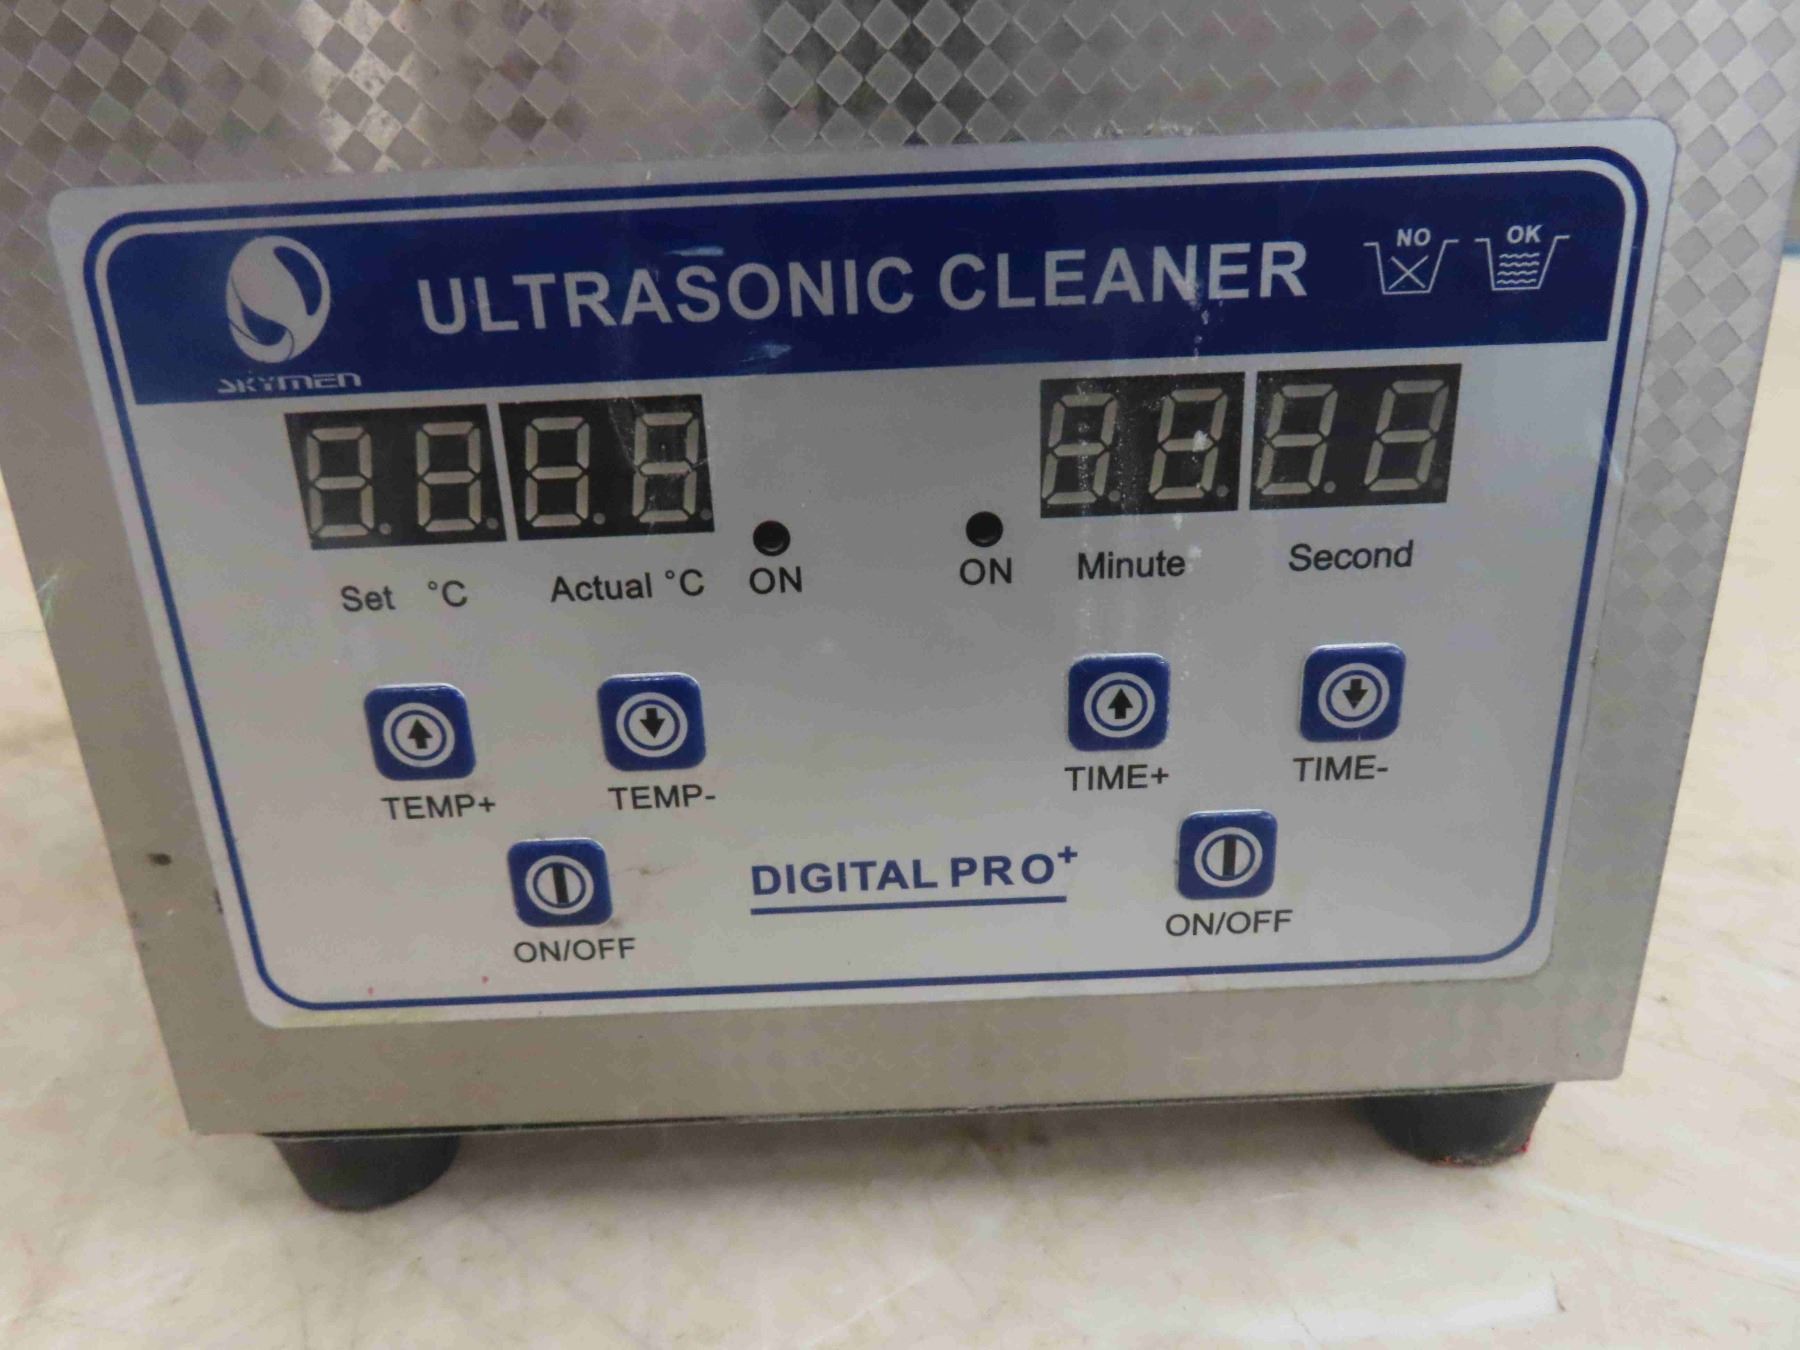 SKYMEN
ULTRASONIC CLEANER
NO
OK
Set °C
Actual °C
ON
ON
Minute
Second
TEMP+
TEMP-
TIME+
TIME-
ON/OFF
DIGITAL PRO+
ON/OFF